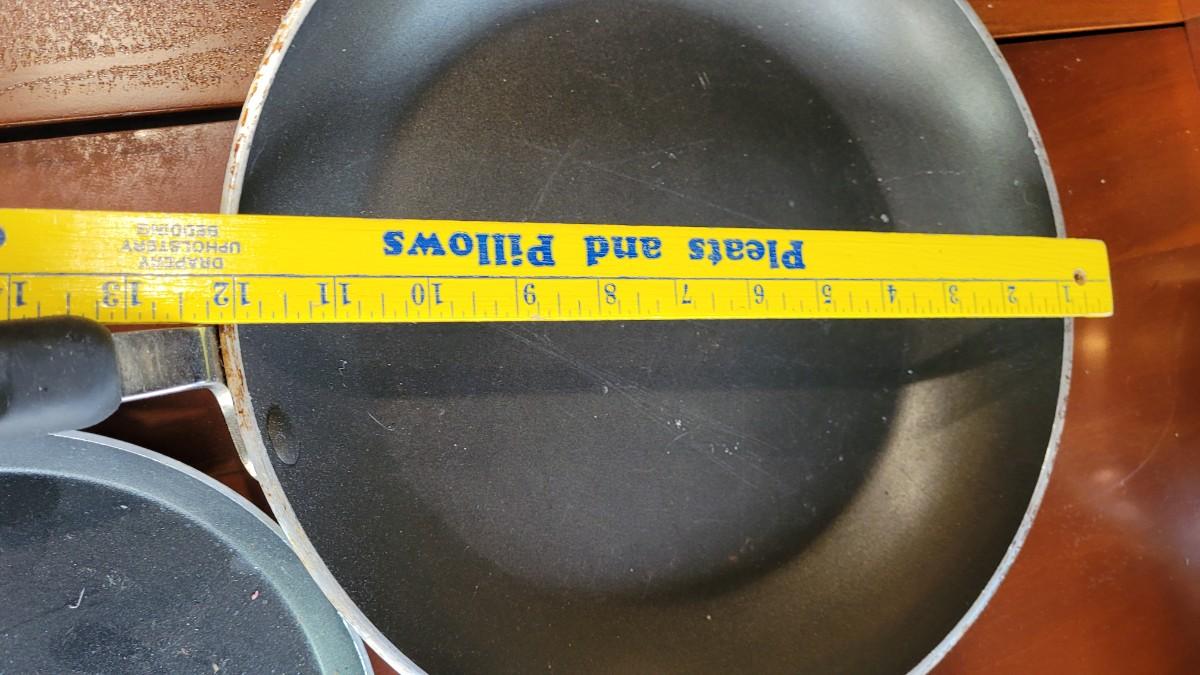 Pleats and Pillows
DRAPERY
UPHOLSTERY
BEDDING
1 2 3 4 5 6 7 8 9 10 11 12 13